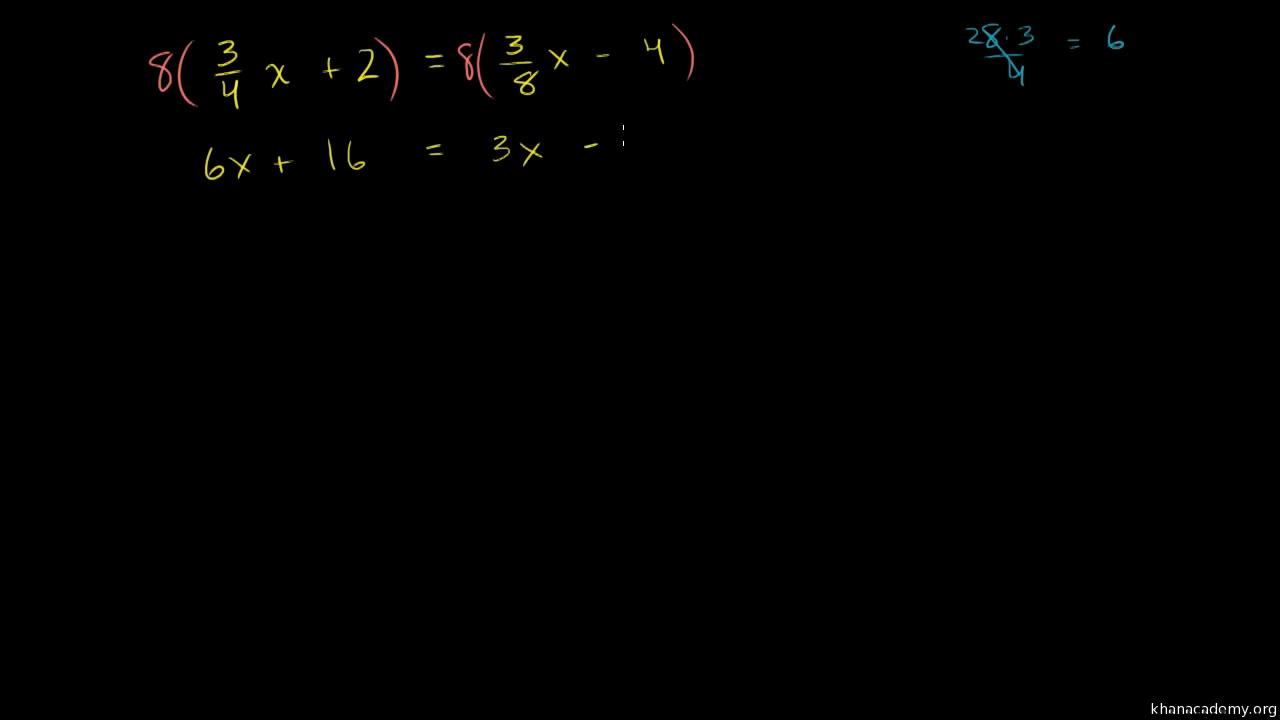 8( 3/4 x + 2 ) = 8( 3/8 x - 4 )
28·3/4 = 6
6x + 16 = 3x -
khanacademy.org